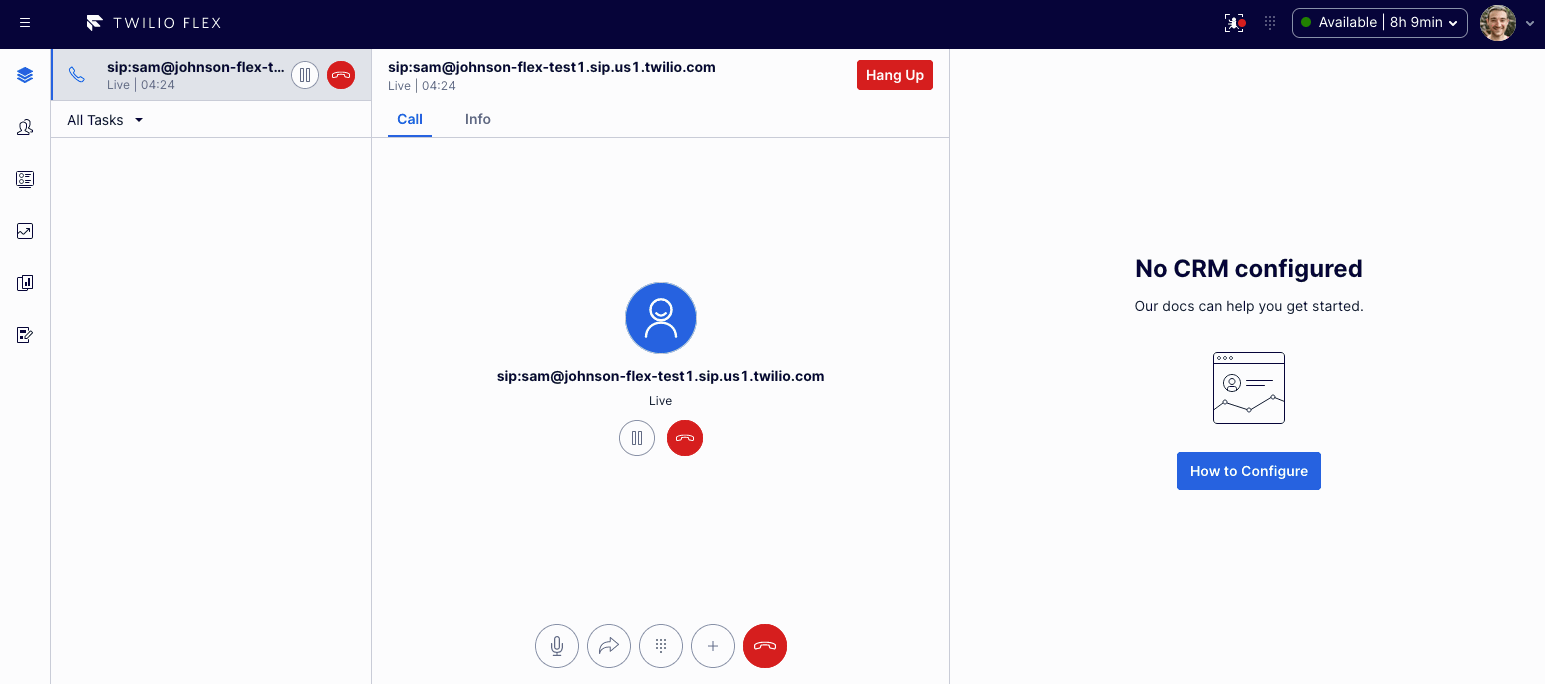 TWILIO FLEX
Available | 8h 9min
sip:sam@johnson-flex-t...
Live | 04:24
All Tasks
sip:sam@johnson-flex-test1.sip.us1.twilio.com
Live | 04:24
Hang Up
Call
Info
sip:sam@johnson-flex-test1.sip.us1.twilio.com
Live
No CRM configured
Our docs can help you get started.
How to Configure